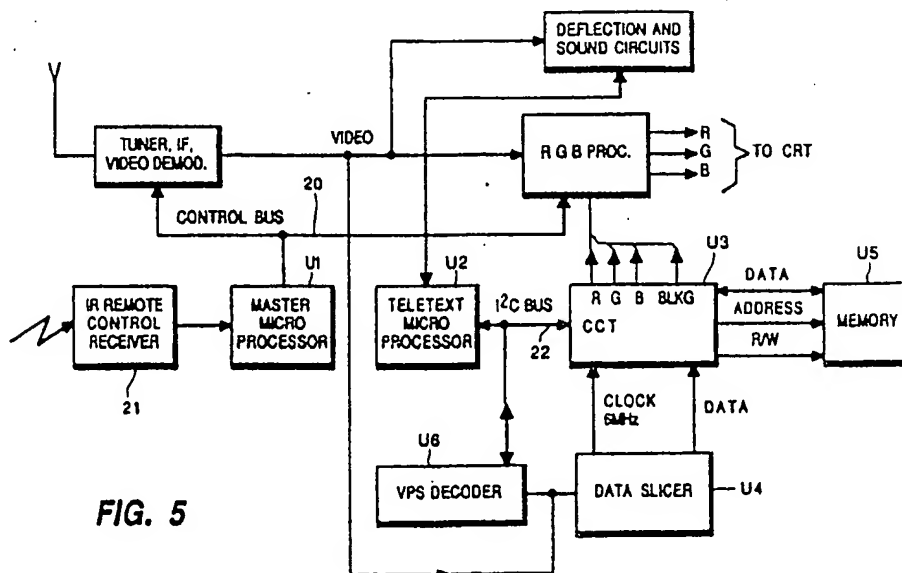 DEFLECTION AND
SOUND CIRCUITS
TUNER, IF,
VIDEO DEMOD.
VIDEO
R G B PROC.
R
G
B
TO CRT
20
CONTROL BUS
U1
U2
U3
U5
IR REMOTE
CONTROL
RECEIVER
21
MASTER
MICRO
PROCESSOR
TELETEXT
MICRO
PROCESSOR
I²C BUS
22
R G B BLKG
CCT
DATA
ADDRESS
R/W
MEMORY
CLOCK
6MHz
DATA
U6
VPS DECODER
DATA SLICER
U4
FIG. 5